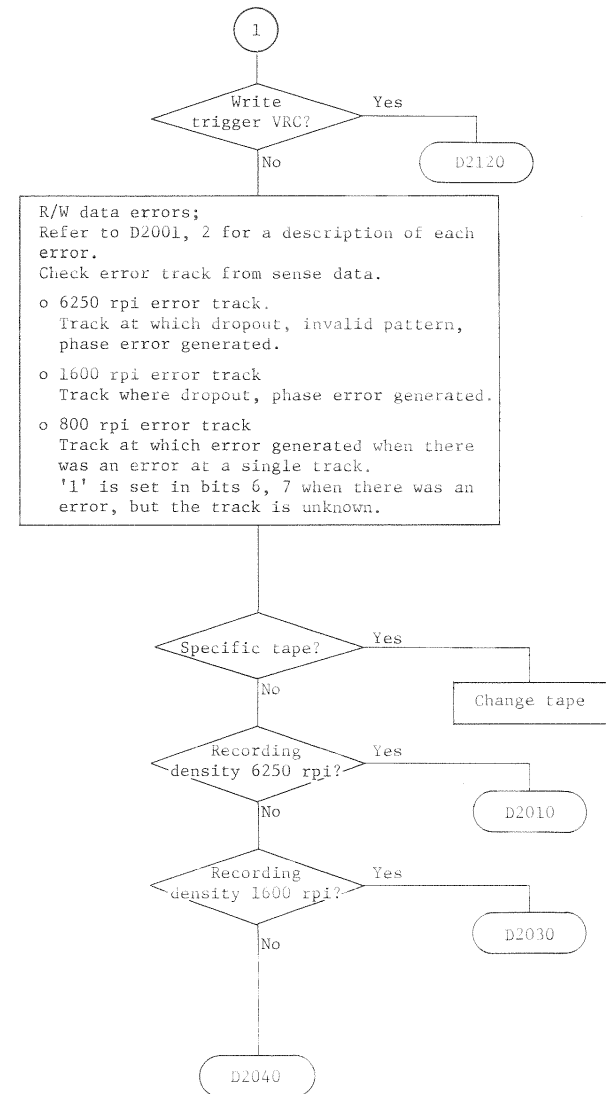 1
Write
trigger VRC?
Yes
No
D2120
R/W data errors;
Refer to D2001, 2 for a description of each
error.
Check error track from sense data.
o 6250 rpi error track.
Track at which dropout, invalid pattern,
phase error generated.
o 1600 rpi error track
Track where dropout, phase error generated.
o 800 rpi error track
Track at which error generated when there
was an error at a single track.
'1' is set in bits 6, 7 when there was an
error, but the track is unknown.
Specific tape?
Yes
No
Change tape
Recording
density 6250 rpi?
Yes
No
D2010
Recording
density 1600 rpi?
Yes
No
D2030
D2040